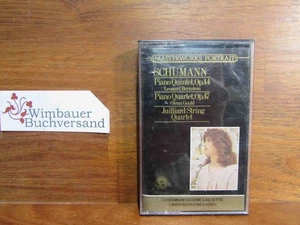 MASTERWORKS PORTRAIT
SCHUMANN
Piano Quintet, Op.44
Leonard Bernstein
Piano Quartet, Op.47
Glenn Gould
Juilliard String
Quartet
Wimbauer
Buchversand